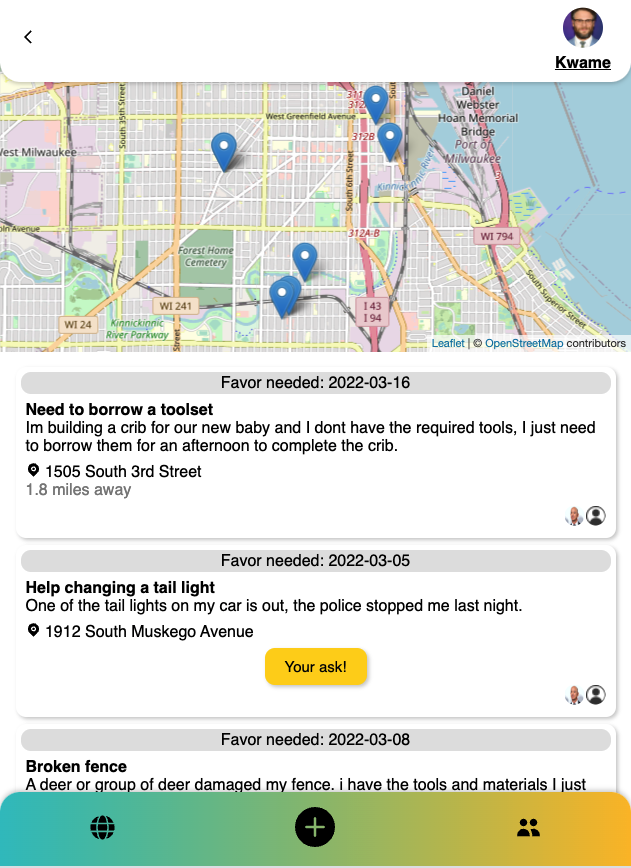 Kwame
South 35th Street
West Greenfield Avenue
311
312
312B
South 6th Street
Daniel
Webster
Hoan Memorial
Bridge
Port of
Milwaukee
3
Kinnickinnic River
West Milwaukee
oln Avenue
312A-B
WI 794
Forest Home
Cemetery
WI 241
I 43
I 94
WI 24
Kinnickinnic
River Parkway
Street
South Superior Street
Leaflet | © OpenStreetMap contributors
Favor needed: 2022-03-16
Need to borrow a toolset
Im building a crib for our new baby and I dont have the required tools, I just need
to borrow them for an afternoon to complete the crib.
1505 South 3rd Street
1.8 miles away
Favor needed: 2022-03-05
Help changing a tail light
One of the tail lights on my car is out, the police stopped me last night.
1912 South Muskego Avenue
Your ask!
Favor needed: 2022-03-08
Broken fence
A deer or group of deer damaged my fence. i have the tools and materials I just